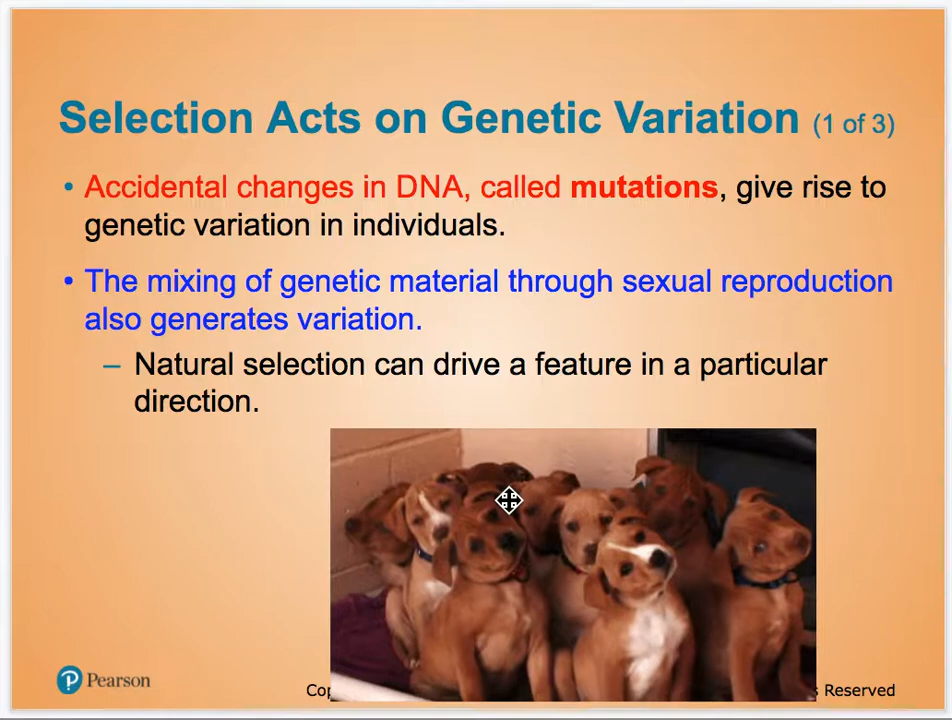 Selection Acts on Genetic Variation (1 of 3)
• Accidental changes in DNA, called mutations, give rise to
genetic variation in individuals.
• The mixing of genetic material through sexual reproduction
also generates variation.
– Natural selection can drive a feature in a particular
direction.
Pearson
Reserved